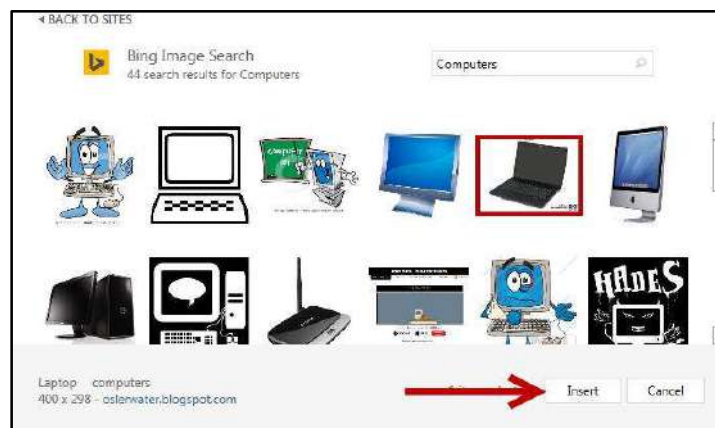 ◄ BACK TO SITES
Bing Image Search
44 search results for Computers
Computers
computer
HADES
Laptop computers
400 x 298 – oslerwater.blogspot.com
Insert
Cancel